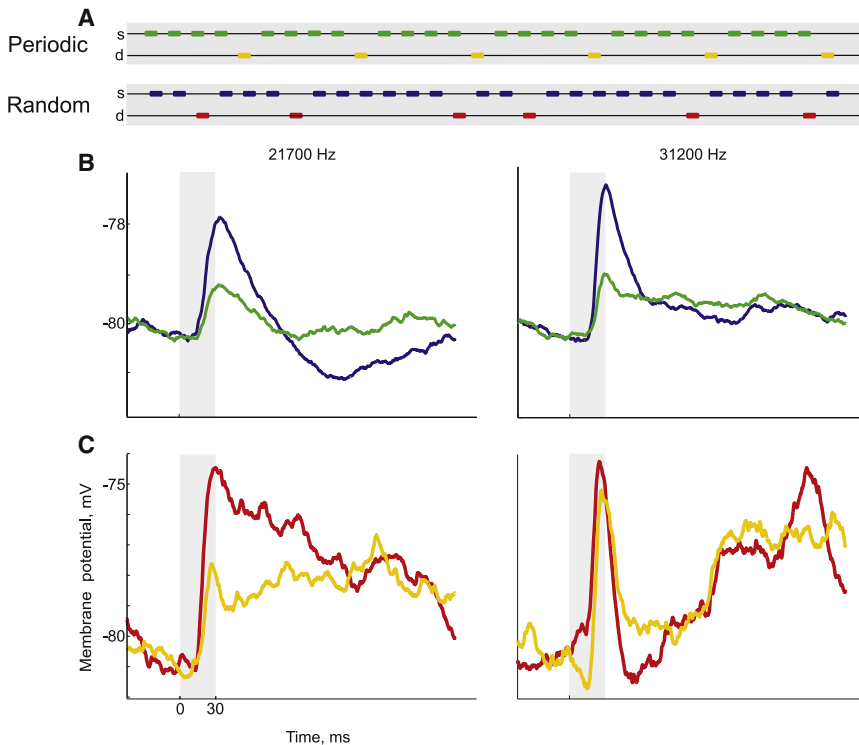 A
Periodic
s
d
Random
s
d
B
21700 Hz
31200 Hz
-78
-80
C
-75
-80
Membrane potential, mV
0
30
Time, ms